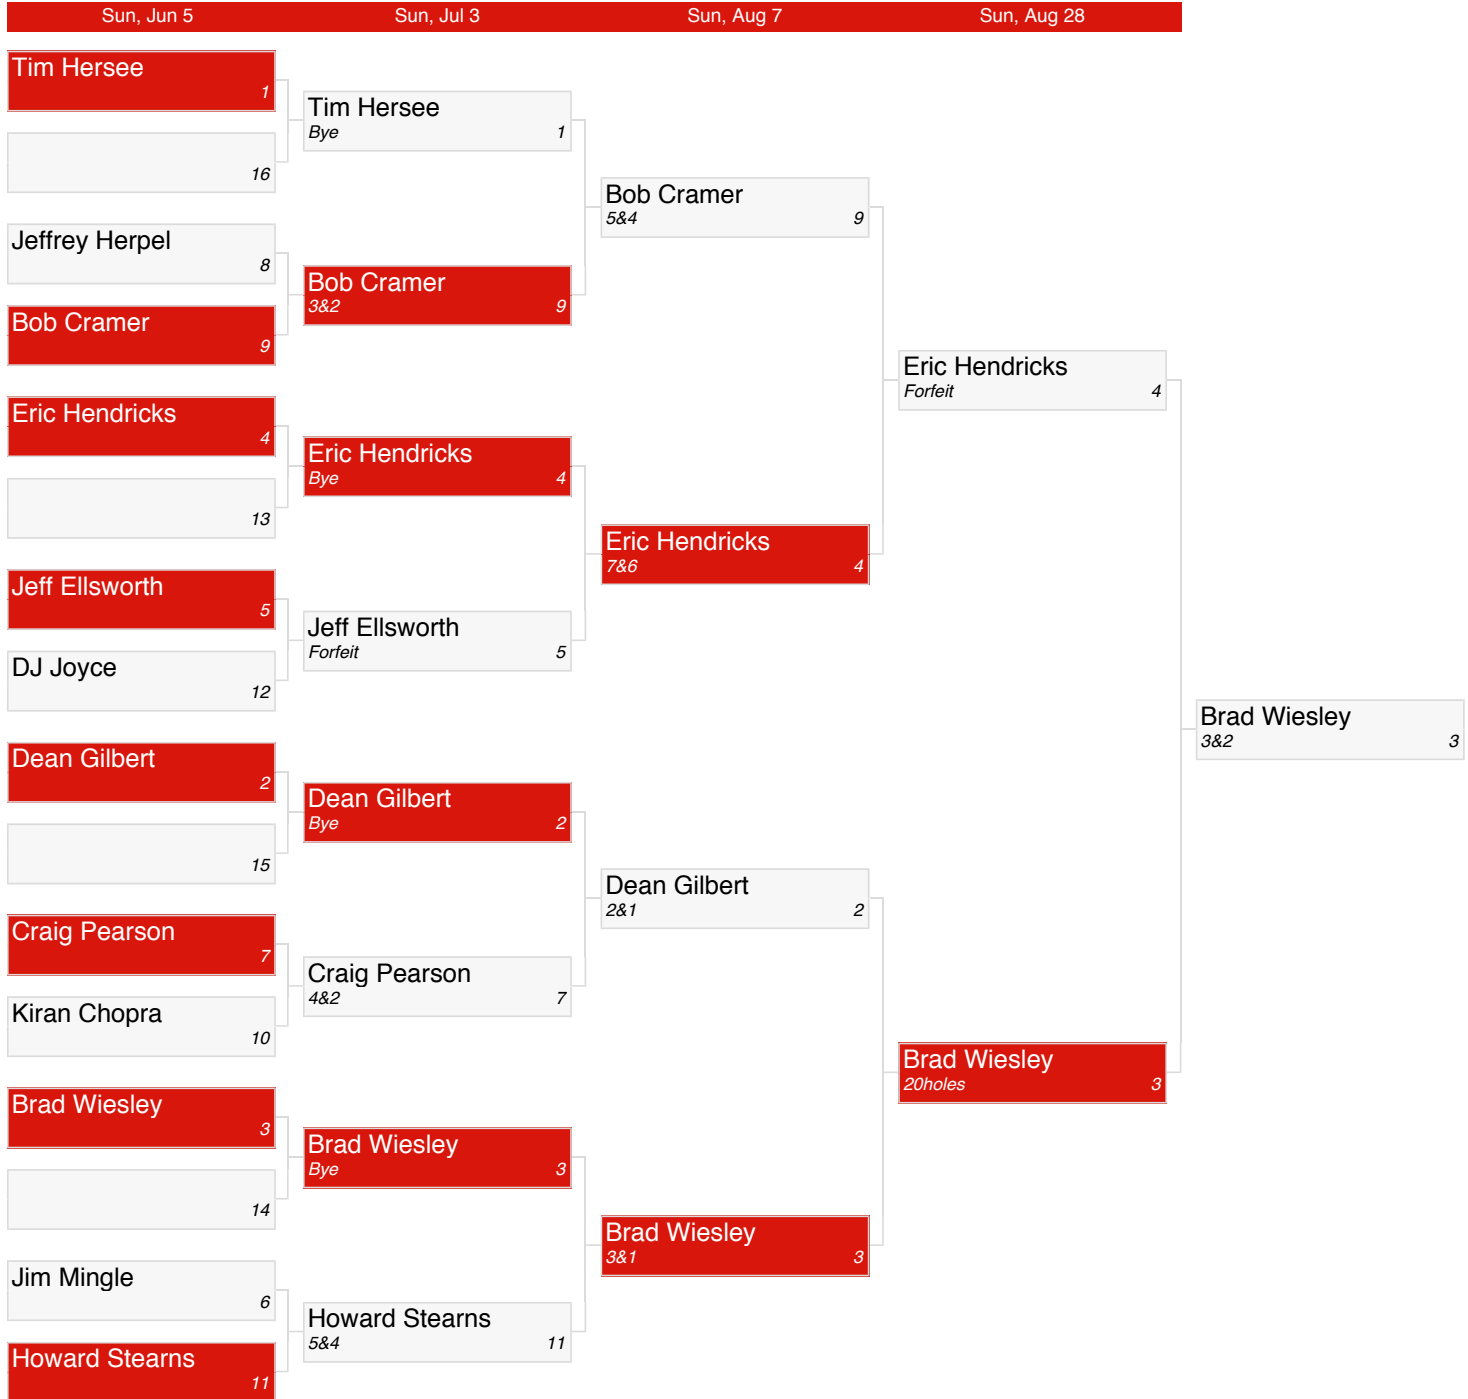 Sun, Jun 5
Sun, Jul 3
Sun, Aug 7
Sun, Aug 28
Tim Hersee
1
16
Jeffrey Herpel
8
Bob Cramer
9
Eric Hendricks
4
13
Jeff Ellsworth
5
DJ Joyce
12
Dean Gilbert
2
15
Craig Pearson
7
Kiran Chopra
10
Brad Wiesley
3
14
Jim Mingle
6
Howard Stearns
11
Tim Hersee
Bye 1
Bob Cramer
3&2 9
Eric Hendricks
Bye 4
Jeff Ellsworth
Forfeit 5
Dean Gilbert
Bye 2
Craig Pearson
4&2 7
Brad Wiesley
Bye 3
Howard Stearns
5&4 11
Bob Cramer
5&4 9
Eric Hendricks
7&6 4
Dean Gilbert
2&1 2
Brad Wiesley
3&1 3
Eric Hendricks
Forfeit 4
Brad Wiesley
20holes 3
Brad Wiesley
3&2 3